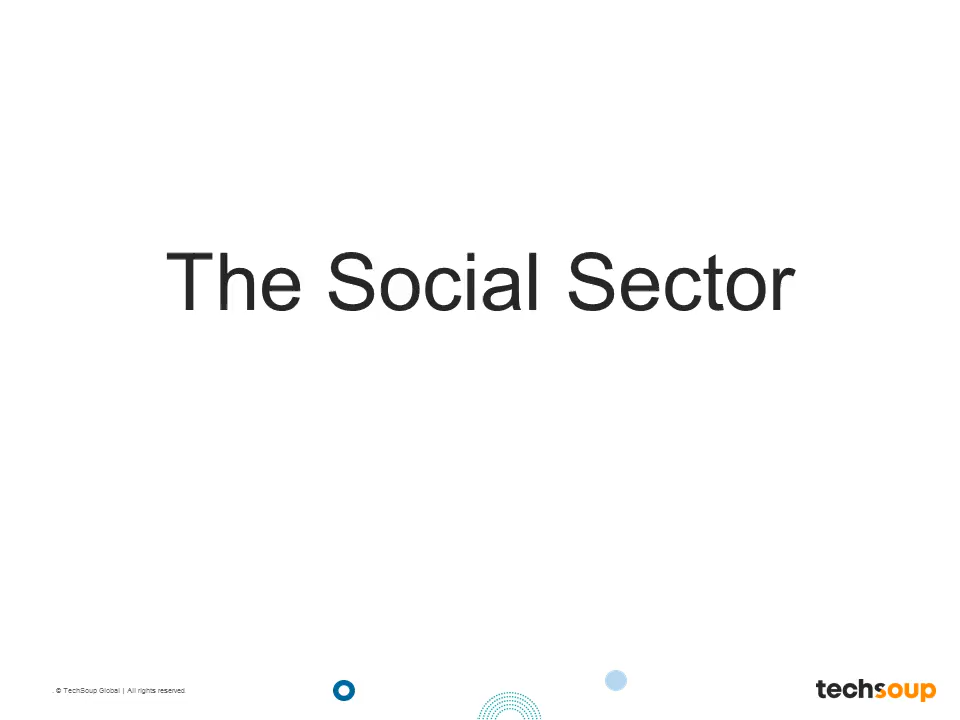 The Social Sector
. © TechSoup Global | All rights reserved.
techsoup